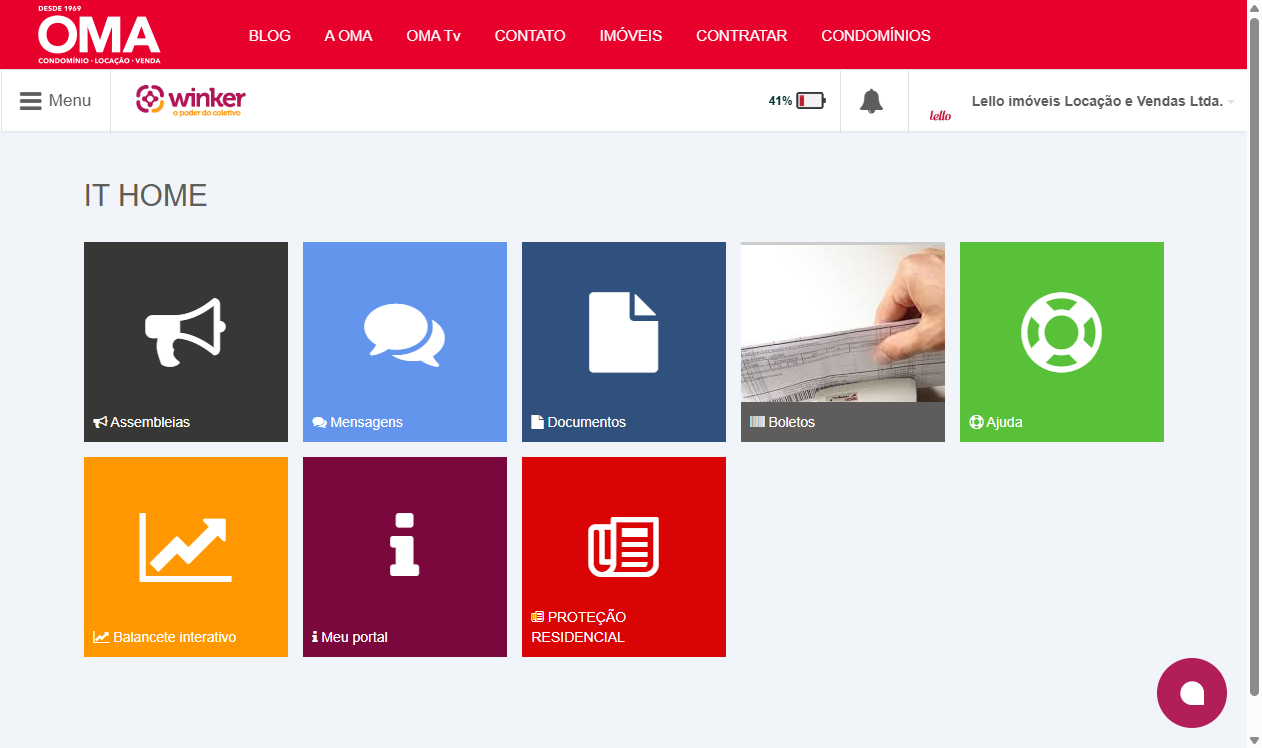 DESDE 1969
OMA
CONDOMÍNIO · LOCAÇÃO · VENDA
BLOG
A OMA
OMA Tv
CONTATO
IMÓVEIS
CONTRATAR
CONDOMÍNIOS
Menu
winker
o poder do coletivo
41%
lello
Lello imóveis Locação e Vendas Ltda.
IT HOME
Assembleias
Mensagens
Documentos
Boletos
Ajuda
Balancete interativo
Meu portal
PROTEÇÃO
RESIDENCIAL